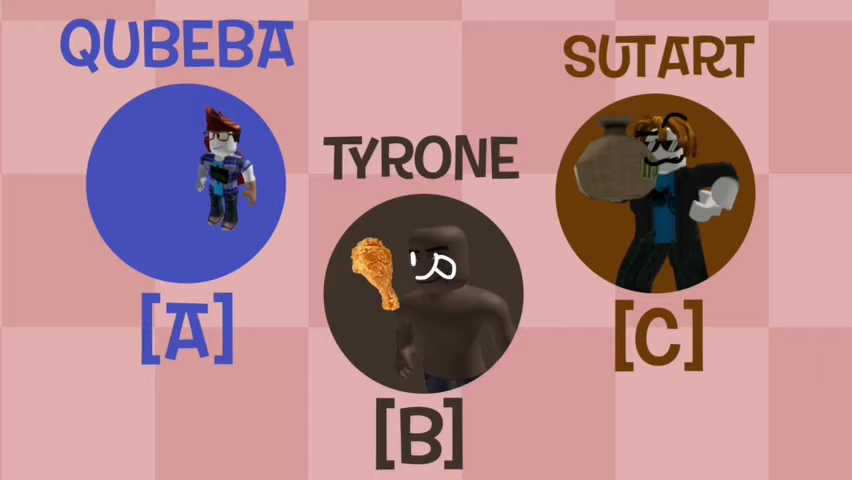 QUBEBA
SUTART
TYRONE
[A]
[C]
[B]